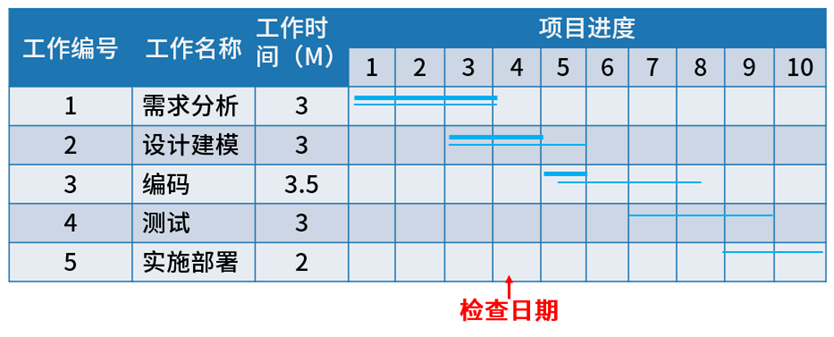 工作编号 工作名称 工作时间（M） 项目进度
1 2 3 4 5 6 7 8 9 10
1 需求分析 3
2 设计建模 3
3 编码 3.5
4 测试 3
5 实施部署 2
检查日期